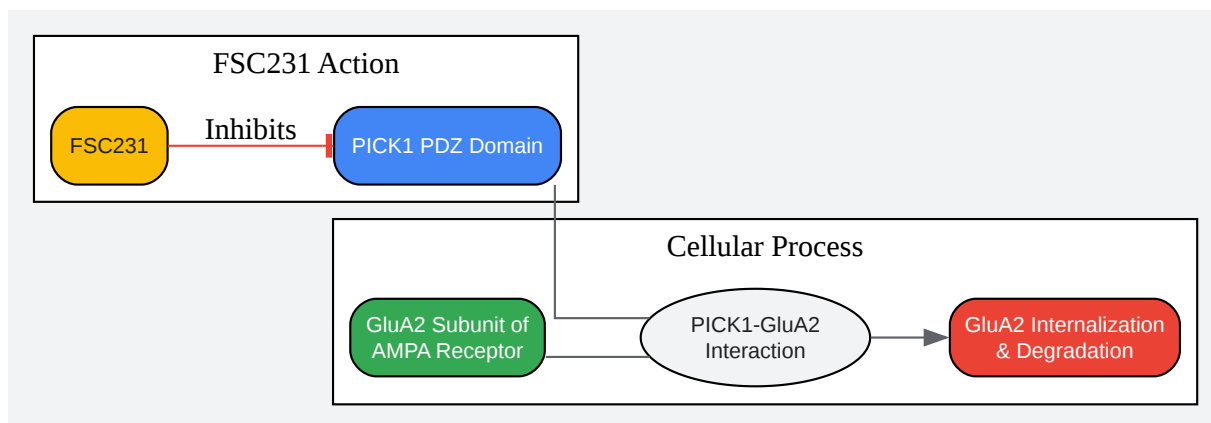 FSC231 Action
FSC231
Inhibits
PICK1 PDZ Domain
Cellular Process
GluA2 Subunit of
AMPA Receptor
PICK1-GluA2
Interaction
GluA2 Internalization
& Degradation